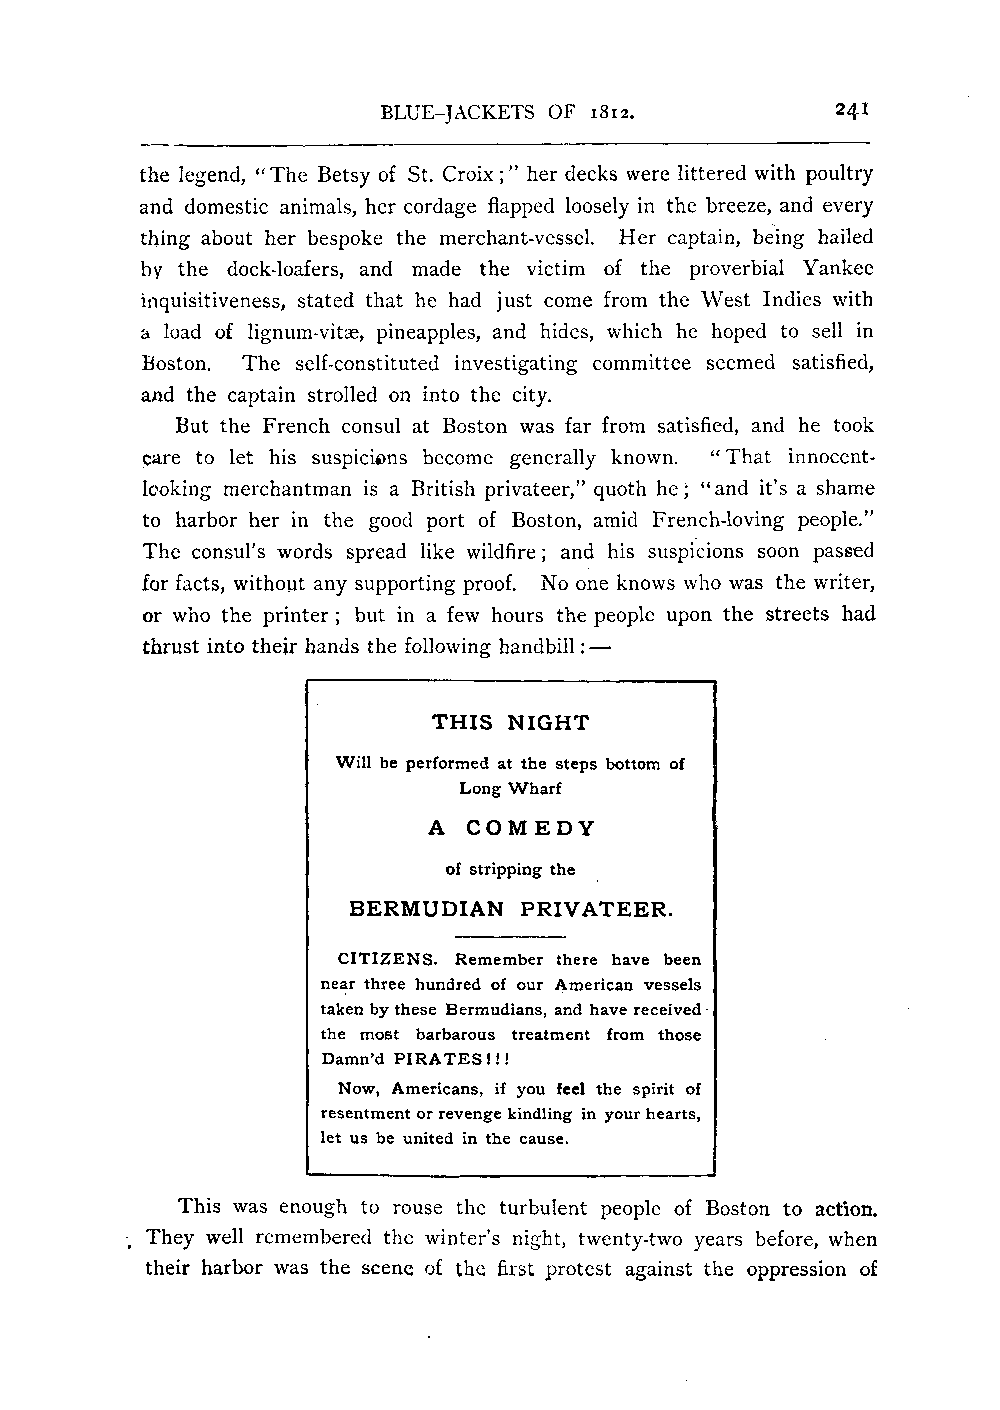 BLUE-JACKETS OF 1812. 241
the legend, "The Betsy of St. Croix;" her decks were littered with poultry
and domestic animals, her cordage flapped loosely in the breeze, and every
thing about her bespoke the merchant-vessel. Her captain, being hailed
by the dock-loafers, and made the victim of the proverbial Yankee
inquisitiveness, stated that he had just come from the West Indies with
a load of lignum-vitæ, pineapples, and hides, which he hoped to sell in
Boston. The self-constituted investigating committee seemed satisfied,
and the captain strolled on into the city.
But the French consul at Boston was far from satisfied, and he took
care to let his suspicions become generally known. "That innocent-
looking merchantman is a British privateer," quoth he; "and it's a shame
to harbor her in the good port of Boston, amid French-loving people."
The consul's words spread like wildfire; and his suspicions soon passed
for facts, without any supporting proof. No one knows who was the writer,
or who the printer; but in a few hours the people upon the streets had
thrust into their hands the following handbill:—
THIS NIGHT
Will be performed at the steps bottom of
Long Wharf
A COMEDY
of stripping the
BERMUDIAN PRIVATEER.
CITIZENS. Remember there have been
near three hundred of our American vessels
taken by these Bermudians, and have received
the most barbarous treatment from those
Damn'd PIRATES!!!
Now, Americans, if you feel the spirit of
resentment or revenge kindling in your hearts,
let us be united in the cause.
This was enough to rouse the turbulent people of Boston to action.
They well remembered the winter's night, twenty-two years before, when
their harbor was the scene of the first protest against the oppression of